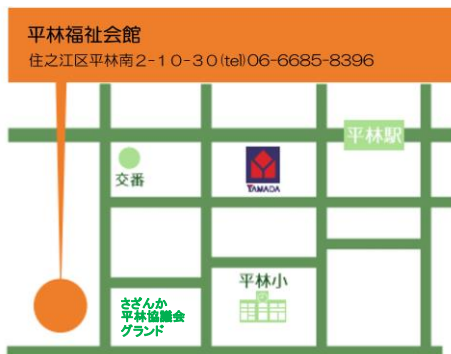 平林福祉会館
住之江区平林南2-10-30(tel)06-6685-8396
平林駅
交番
YAMADA
平林小
さざんか
平林協議会
グランド